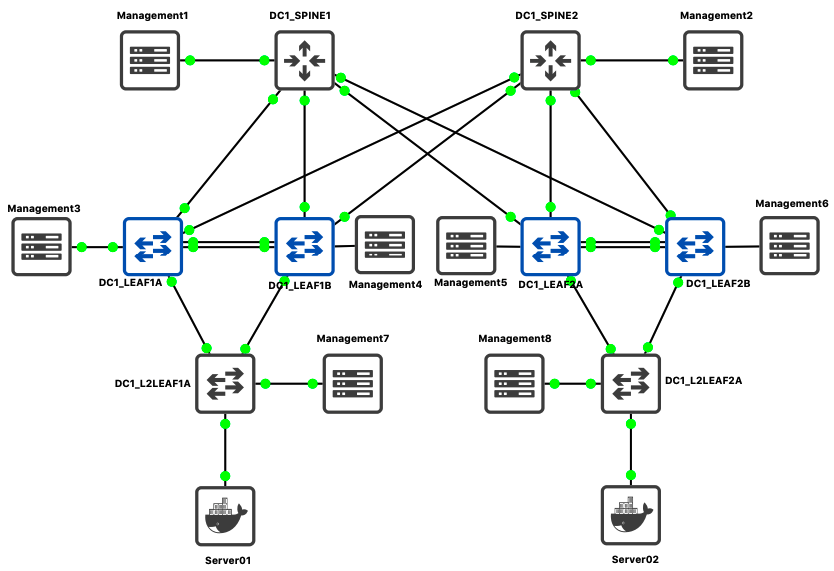 Management1
DC1_SPINE1
DC1_SPINE2
Management2
Management3
Management6
DC1_LEAF1A
DC1_LEAF1B
Management4
Management5
DC1_LEAF2A
DC1_LEAF2B
Management7
Management8
DC1_L2LEAF1A
DC1_L2LEAF2A
Server01
Server02